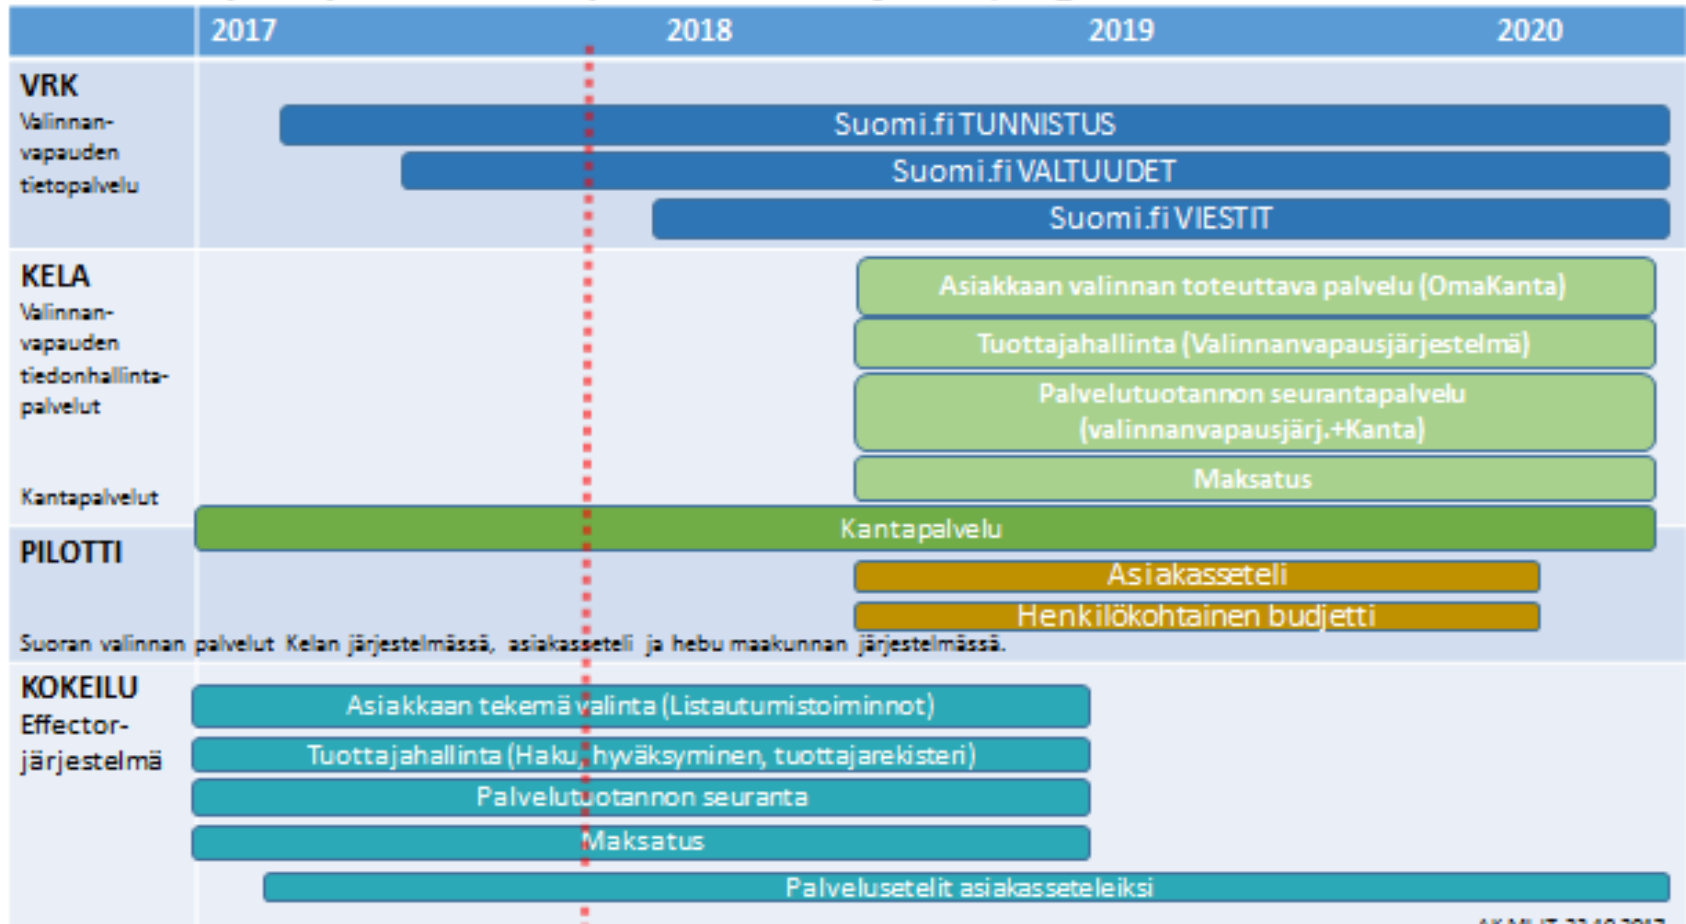 2017 2018 2019 2020
VRK
Valinnan-
vapauden
tietopalvelu
Suomi.fi TUNNISTUS
Suomi.fi VALTUUDET
Suomi.fi VIESTIT
KELA
Valinnan-
vapauden
tiedonhallinta-
palvelut
Kantapalvelut
Asiakkaan valinnan toteuttava palvelu (OmaKanta)
Tuottajahallinta (Valinnanvapausjärjestelmä)
Palvelutuotannon seurantapalvelu
(valinnanvapausjärj.+Kanta)
Maksatus
Kantapalvelu
PILOTTI
Asiakasseteli
Henkilökohtainen budjetti
Suoran valinnan palvelut Kelan järjestelmässä, asiakasseteli ja hebu maakunnan järjestelmässä.
KOKEILU
Effector-
järjestelmä
Asiakkaan tekemä valinta (Listautumistoiminnot)
Tuottajahallinta (Haku, hyväksyminen, tuottajarekisteri)
Palvelutuotannon seuranta
Maksatus
Palvelusetelit asiakasseteleiksi